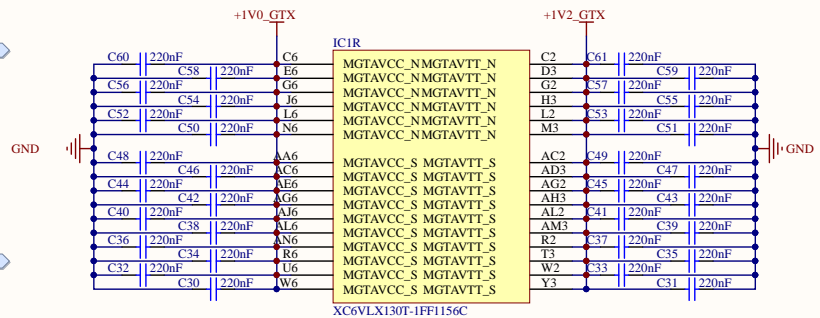 +1V0_GTX +1V2_GTX
IC1R
C60 220nF C6 MGTAVCC_N MGTAVTT_N C2 C61 220nF
C58 220nF E6 MGTAVCC_N MGTAVTT_N D3 C59 220nF
C56 220nF G6 MGTAVCC_N MGTAVTT_N G2 C57 220nF
C54 220nF J6 MGTAVCC_N MGTAVTT_N H3 C55 220nF
C52 220nF L6 MGTAVCC_N MGTAVTT_N L2 C53 220nF
C50 220nF N6 MGTAVCC_N MGTAVTT_N M3 C51 220nF
GND GND
C48 220nF AA6 MGTAVCC_S MGTAVTT_S AC2 C49 220nF
C46 220nF AC6 MGTAVCC_S MGTAVTT_S AD3 C47 220nF
C44 220nF AE6 MGTAVCC_S MGTAVTT_S AG2 C45 220nF
C42 220nF AG6 MGTAVCC_S MGTAVTT_S AH3 C43 220nF
C40 220nF AJ6 MGTAVCC_S MGTAVTT_S AL2 C41 220nF
C38 220nF AL6 MGTAVCC_S MGTAVTT_S AM3 C39 220nF
C36 220nF AN6 MGTAVCC_S MGTAVTT_S R2 C37 220nF
C34 220nF R6 MGTAVCC_S MGTAVTT_S T3 C35 220nF
C32 220nF U6 MGTAVCC_S MGTAVTT_S W2 C33 220nF
C30 220nF W6 MGTAVCC_S MGTAVTT_S Y3 C31 220nF
XC6VLX130T-1FF1156C